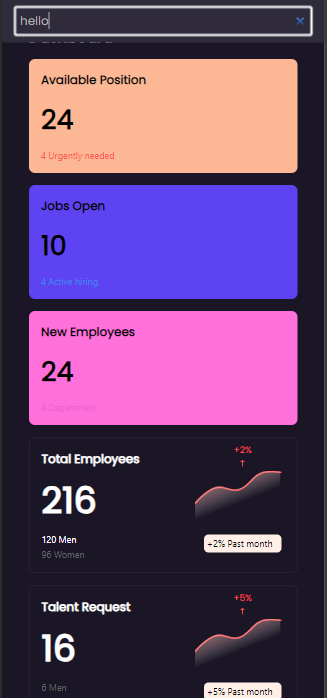 hello
Available Position
24
4 Urgently needed
Jobs Open
10
4 Active hiring
New Employees
24
4 Department
Total Employees
216
120 Men
96 Women
+2%
↑
+2% Past month
Talent Request
16
6 Men
+5%
↑
+5% Past month